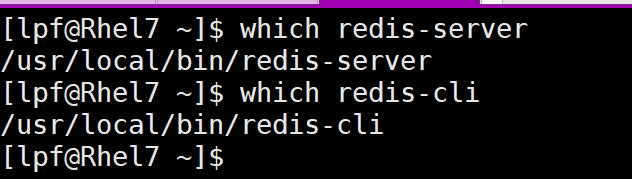 [lpf@Rhel7 ~]$ which redis-server
/usr/local/bin/redis-server
[lpf@Rhel7 ~]$ which redis-cli
/usr/local/bin/redis-cli
[lpf@Rhel7 ~]$